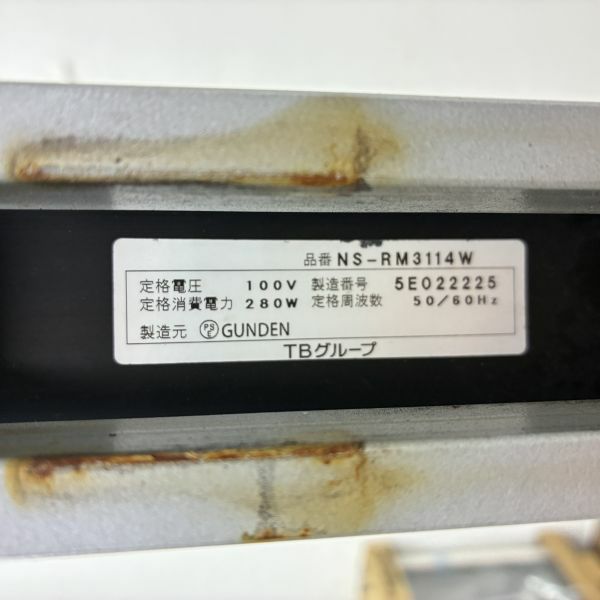 品番 NS-RM3114W
定格電圧 100V 製造番号 5E022225
定格消費電力 280W 定格周波数 50/60Hz
製造元 PSE GUNDEN
TBグループ